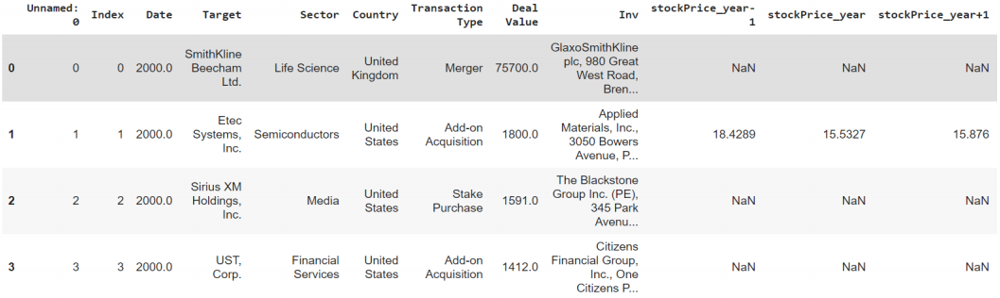 Unnamed: 0 Index Date Target Sector Country Transaction Type Deal Value Inv stockPrice_year-1 stockPrice_year stockPrice_year+1
0 0 0 2000.0 SmithKline Beecham Ltd. Life Science United Kingdom Merger 75700.0 GlaxoSmithKline plc, 980 Great West Road, Bren... NaN NaN NaN
1 1 1 2000.0 Etec Systems, Inc. Semiconductors United States Add-on Acquisition 1800.0 Applied Materials, Inc., 3050 Bowers Avenue, P... 18.4289 15.5327 15.876
2 2 2 2000.0 Sirius XM Holdings, Inc. Media United States Stake Purchase 1591.0 The Blackstone Group Inc. (PE), 345 Park Avenu... NaN NaN NaN
3 3 3 2000.0 UST, Corp. Financial Services United States Add-on Acquisition 1412.0 Citizens Financial Group, Inc., One Citizens P... NaN NaN NaN